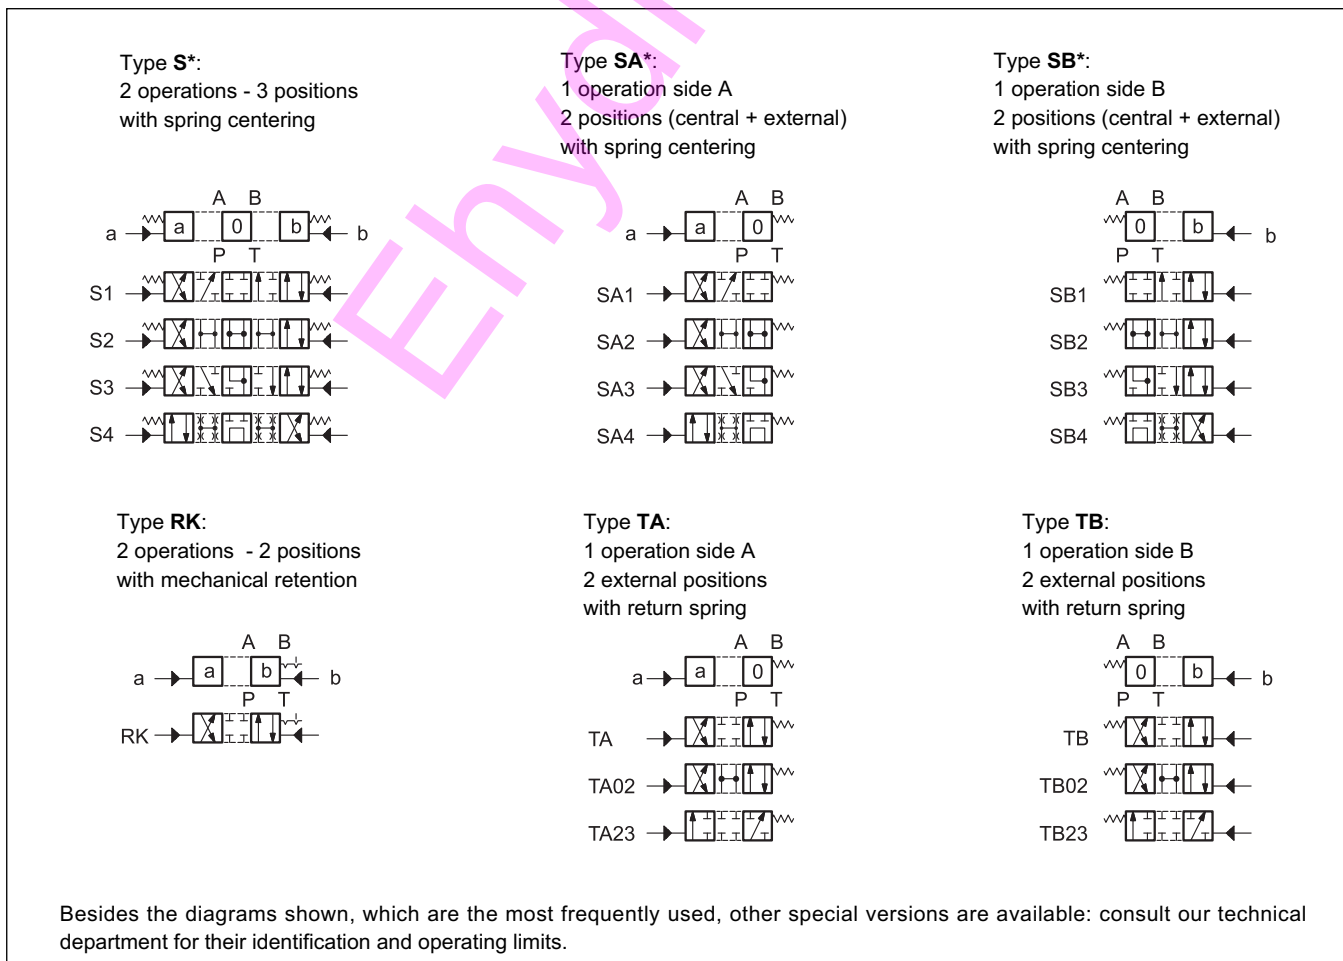 Type S*:
2 operations - 3 positions
with spring centering
A B
a a 0 b b
P T
S1
S2
S3
S4
Type SA*:
1 operation side A
2 positions (central + external)
with spring centering
A B
a a 0
P T
SA1
SA2
SA3
SA4
Type SB*:
1 operation side B
2 positions (central + external)
with spring centering
A B
0 b b
P T
SB1
SB2
SB3
SB4
Type RK:
2 operations - 2 positions
with mechanical retention
A B
a a b b
P T
RK
Type TA:
1 operation side A
2 external positions
with return spring
A B
a a 0
P T
TA
TA02
TA23
Type TB:
1 operation side B
2 external positions
with return spring
A B
0 b b
P T
TB
TB02
TB23
Besides the diagrams shown, which are the most frequently used, other special versions are available: consult our technical
department for their identification and operating limits.